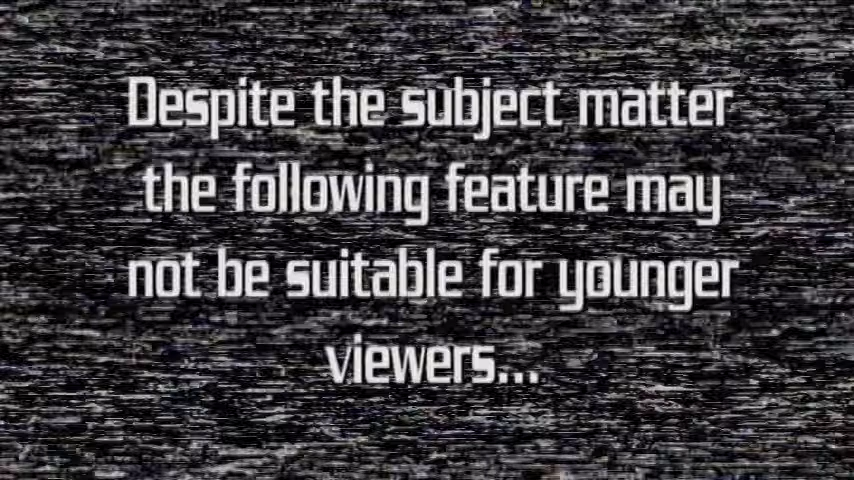 Despite the subject matter
the following feature may
not be suitable for younger
viewers...